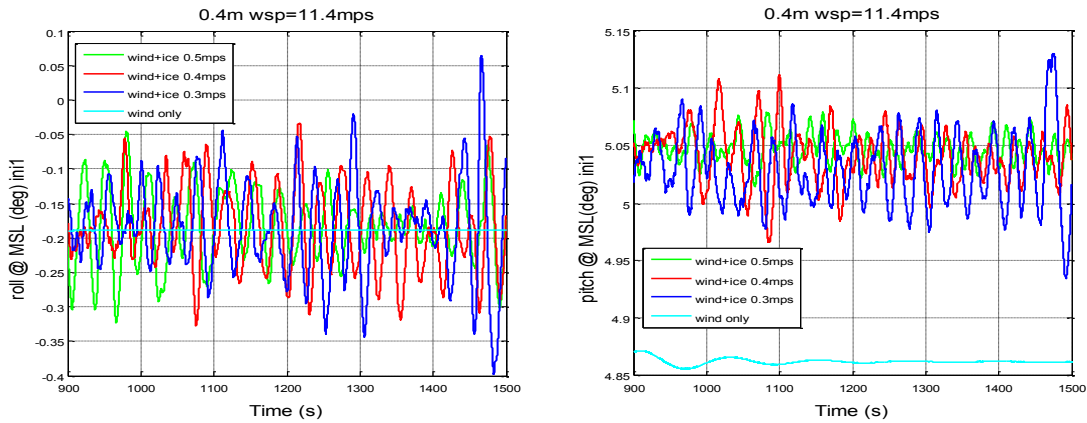 0.4m wsp=11.4mps
roll @ MSL (deg) ini1
0.1
0.05
0
-0.05
-0.1
-0.15
-0.2
-0.25
-0.3
-0.35
-0.4
wind+ice 0.5mps
wind+ice 0.4mps
wind+ice 0.3mps
wind only
900 1000 1100 1200 1300 1400 1500
Time (s)
0.4m wsp=11.4mps
pitch @ MSL(deg) ini1
5.15
5.1
5.05
5
4.95
4.9
4.85
wind+ice 0.5mps
wind+ice 0.4mps
wind+ice 0.3mps
wind only
900 1000 1100 1200 1300 1400 1500
Time (s)